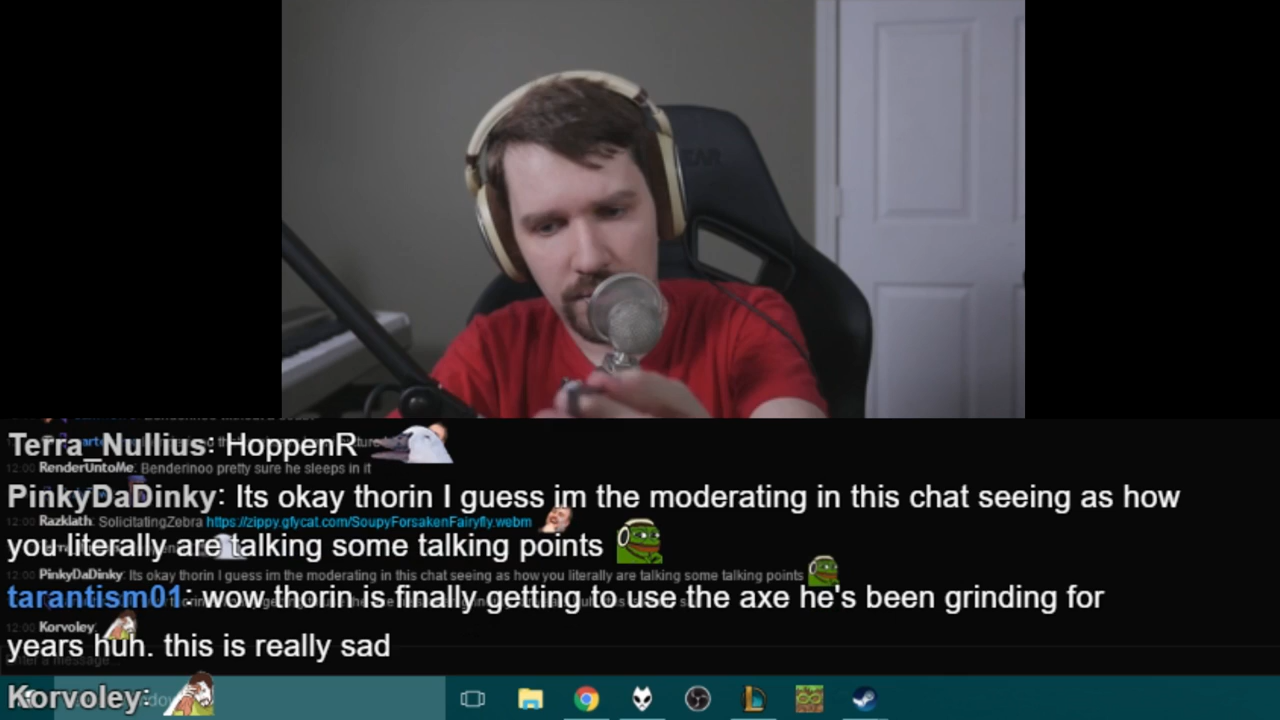 Terra_Nullius: HoppenR
RenderUntoMe: Benderinoo pretty sure he sleeps in it
PinkyDaDinky: Its okay thorin I guess im the moderating in this chat seeing as how
Razklath: SolicitatingZebra https://zippy.gfycat.com/SoupyForsakenFairyfly.webm
you literally are talking some talking points
PinkyDaDinky: Its okay thorin I guess im the moderating in this chat seeing as how you literally are talking some talking points
tarantism01: wow thorin is finally getting to use the axe he's been grinding for
12:00 Korvoley:
years huh. this is really sad
Korvoley: